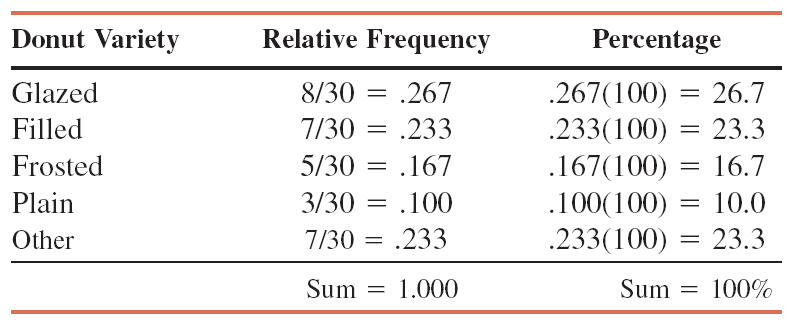 Donut Variety Relative Frequency Percentage
Glazed 8/30 = .267 .267(100) = 26.7
Filled 7/30 = .233 .233(100) = 23.3
Frosted 5/30 = .167 .167(100) = 16.7
Plain 3/30 = .100 .100(100) = 10.0
Other 7/30 = .233 .233(100) = 23.3
Sum = 1.000 Sum = 100%